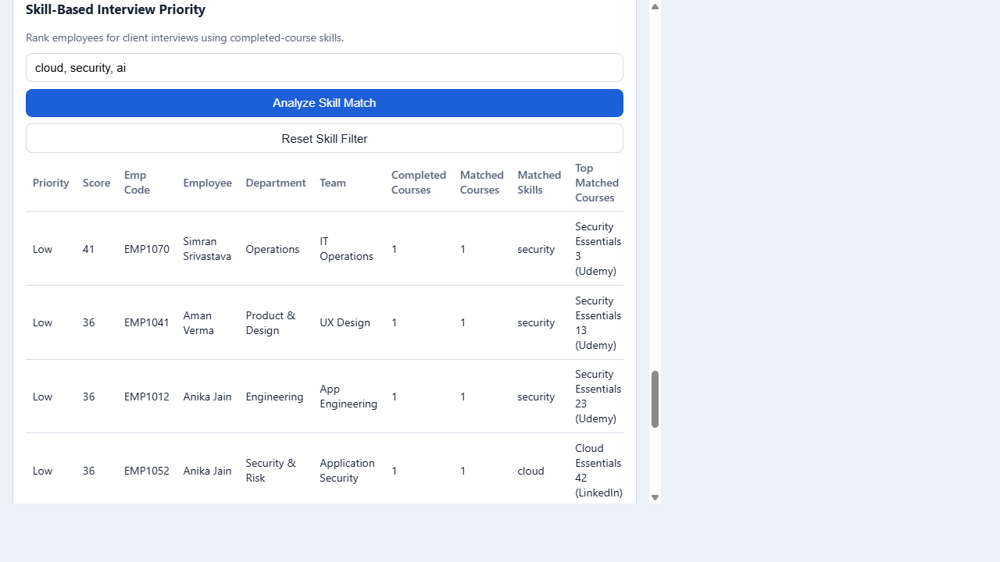 Skill-Based Interview Priority
Rank employees for client interviews using completed-course skills.
cloud, security, ai
Analyze Skill Match
Reset Skill Filter
Priority Score Emp Code Employee Department Team Completed Courses Matched Courses Matched Skills Top Matched Courses
Low 41 EMP1070 Simran Srivastava Operations IT Operations 1 1 security Security Essentials 3 (Udemy)
Low 36 EMP1041 Aman Verma Product & Design UX Design 1 1 security Security Essentials 13 (Udemy)
Low 36 EMP1012 Anika Jain Engineering App Engineering 1 1 security Security Essentials 23 (Udemy)
Low 36 EMP1052 Anika Jain Security & Risk Application Security 1 1 cloud Cloud Essentials 42 (LinkedIn)